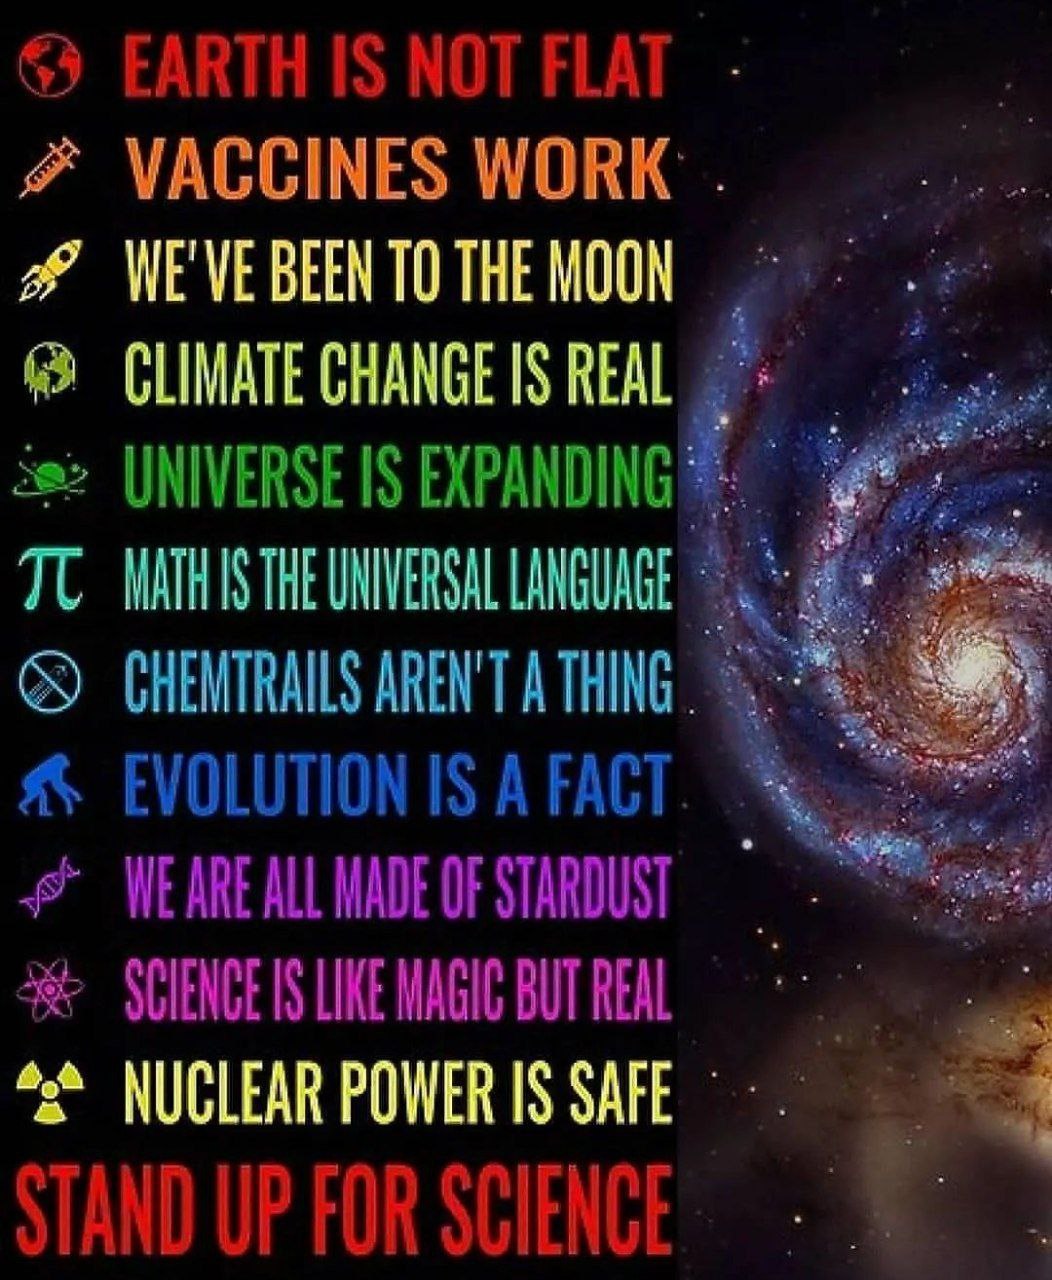 EARTH IS NOT FLAT
VACCINES WORK
WE'VE BEEN TO THE MOON
CLIMATE CHANGE IS REAL
UNIVERSE IS EXPANDING
π MATH IS THE UNIVERSAL LANGUAGE
CHEMTRAILS AREN'T A THING
EVOLUTION IS A FACT
WE ARE ALL MADE OF STARDUST
SCIENCE IS LIKE MAGIC BUT REAL
NUCLEAR POWER IS SAFE
STAND UP FOR SCIENCE